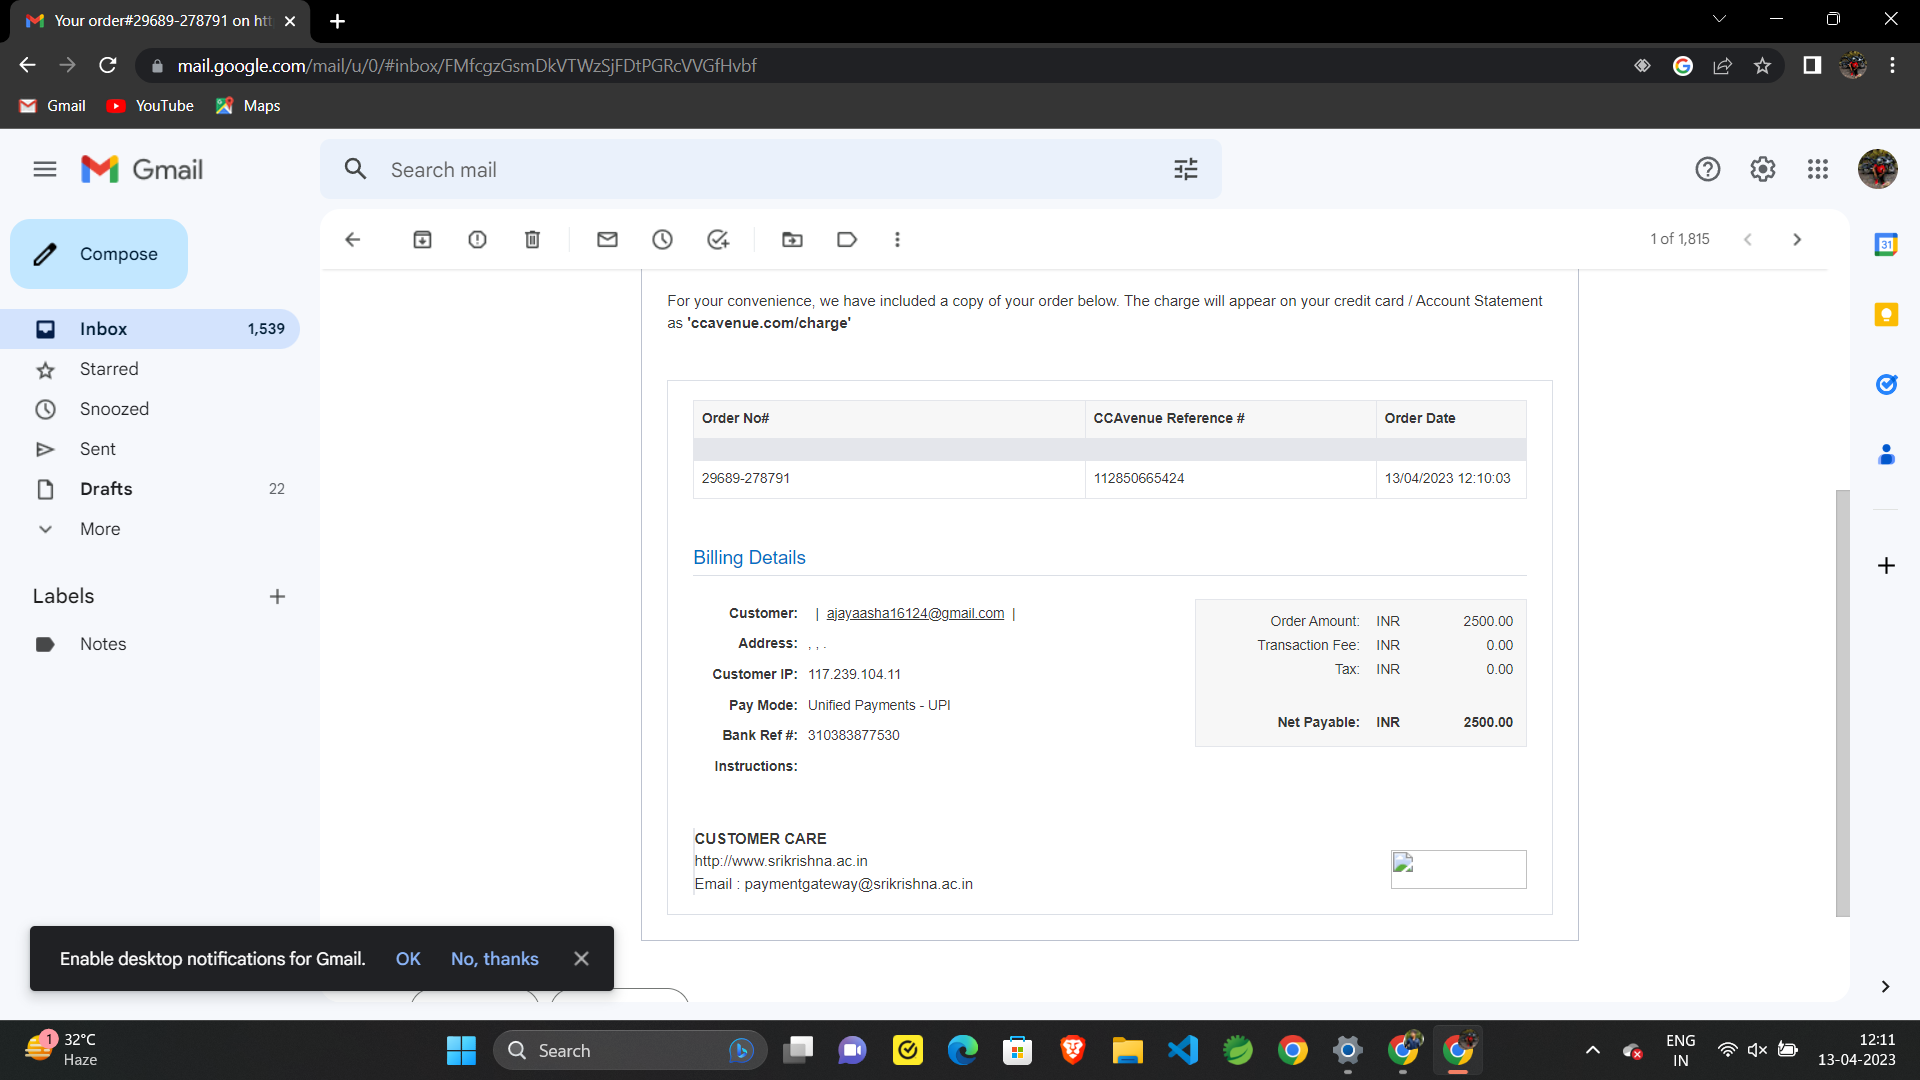 Your order#29689-278791 on htt
mail.google.com/mail/u/0/#inbox/FMfcgzGsmDkVTWzSjFDtPGRcVVGfHvbf
Gmail YouTube Maps
Gmail
Search mail
Compose
1 of 1,815
Inbox 1,539
Starred
Snoozed
Sent
Drafts 22
More
Labels
Notes
For your convenience, we have included a copy of your order below. The charge will appear on your credit card / Account Statement
as 'ccavenue.com/charge'
Order No# CCAvenue Reference # Order Date
29689-278791 112850665424 13/04/2023 12:10:03
Billing Details
Customer: | ajayaasha16124@gmail.com |
Address: , , .
Customer IP: 117.239.104.11
Pay Mode: Unified Payments - UPI
Bank Ref #: 310383877530
Instructions:
Order Amount: INR 2500.00
Transaction Fee: INR 0.00
Tax: INR 0.00
Net Payable: INR 2500.00
CUSTOMER CARE
http://www.srikrishna.ac.in
Email : paymentgateway@srikrishna.ac.in
31
Enable desktop notifications for Gmail. OK No, thanks
1
32°C
Haze
Search
ENG
IN
12:11
13-04-2023